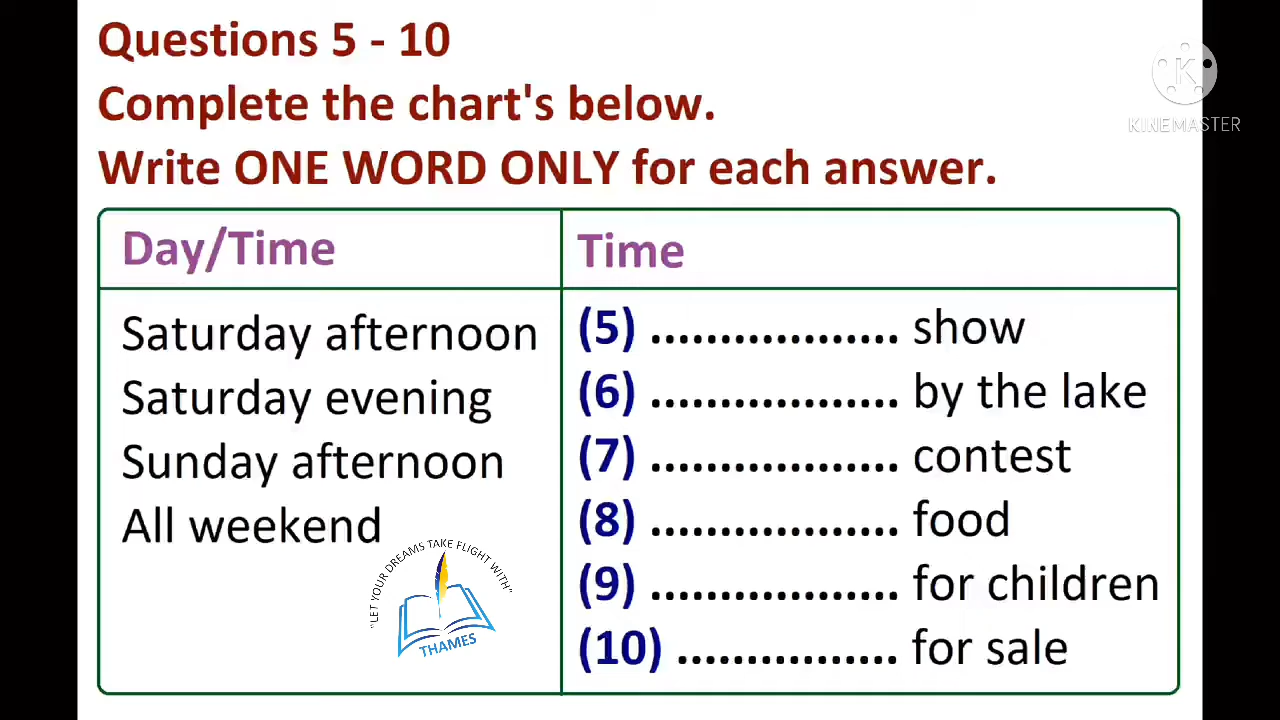 Questions 5 - 10
Complete the chart's below.
Write ONE WORD ONLY for each answer.
KINEMASTER
Day/Time Time
Saturday afternoon (5) .................. show
Saturday evening (6) .................. by the lake
Sunday afternoon (7) .................. contest
All weekend (8) .................. food
(9) .................. for children
(10) ................ for sale
"LET YOUR DREAMS TAKE FLIGHT WITH"
THAMES